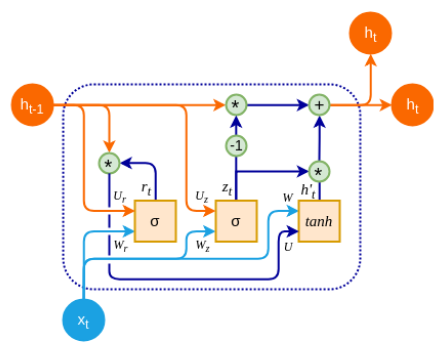 h_t
h_{t-1}
*
+
h_t
-1
*
*
r_t
z_t
h'_t
U_r
U_z
W
σ
σ
tanh
W_r
W_z
U
x_t